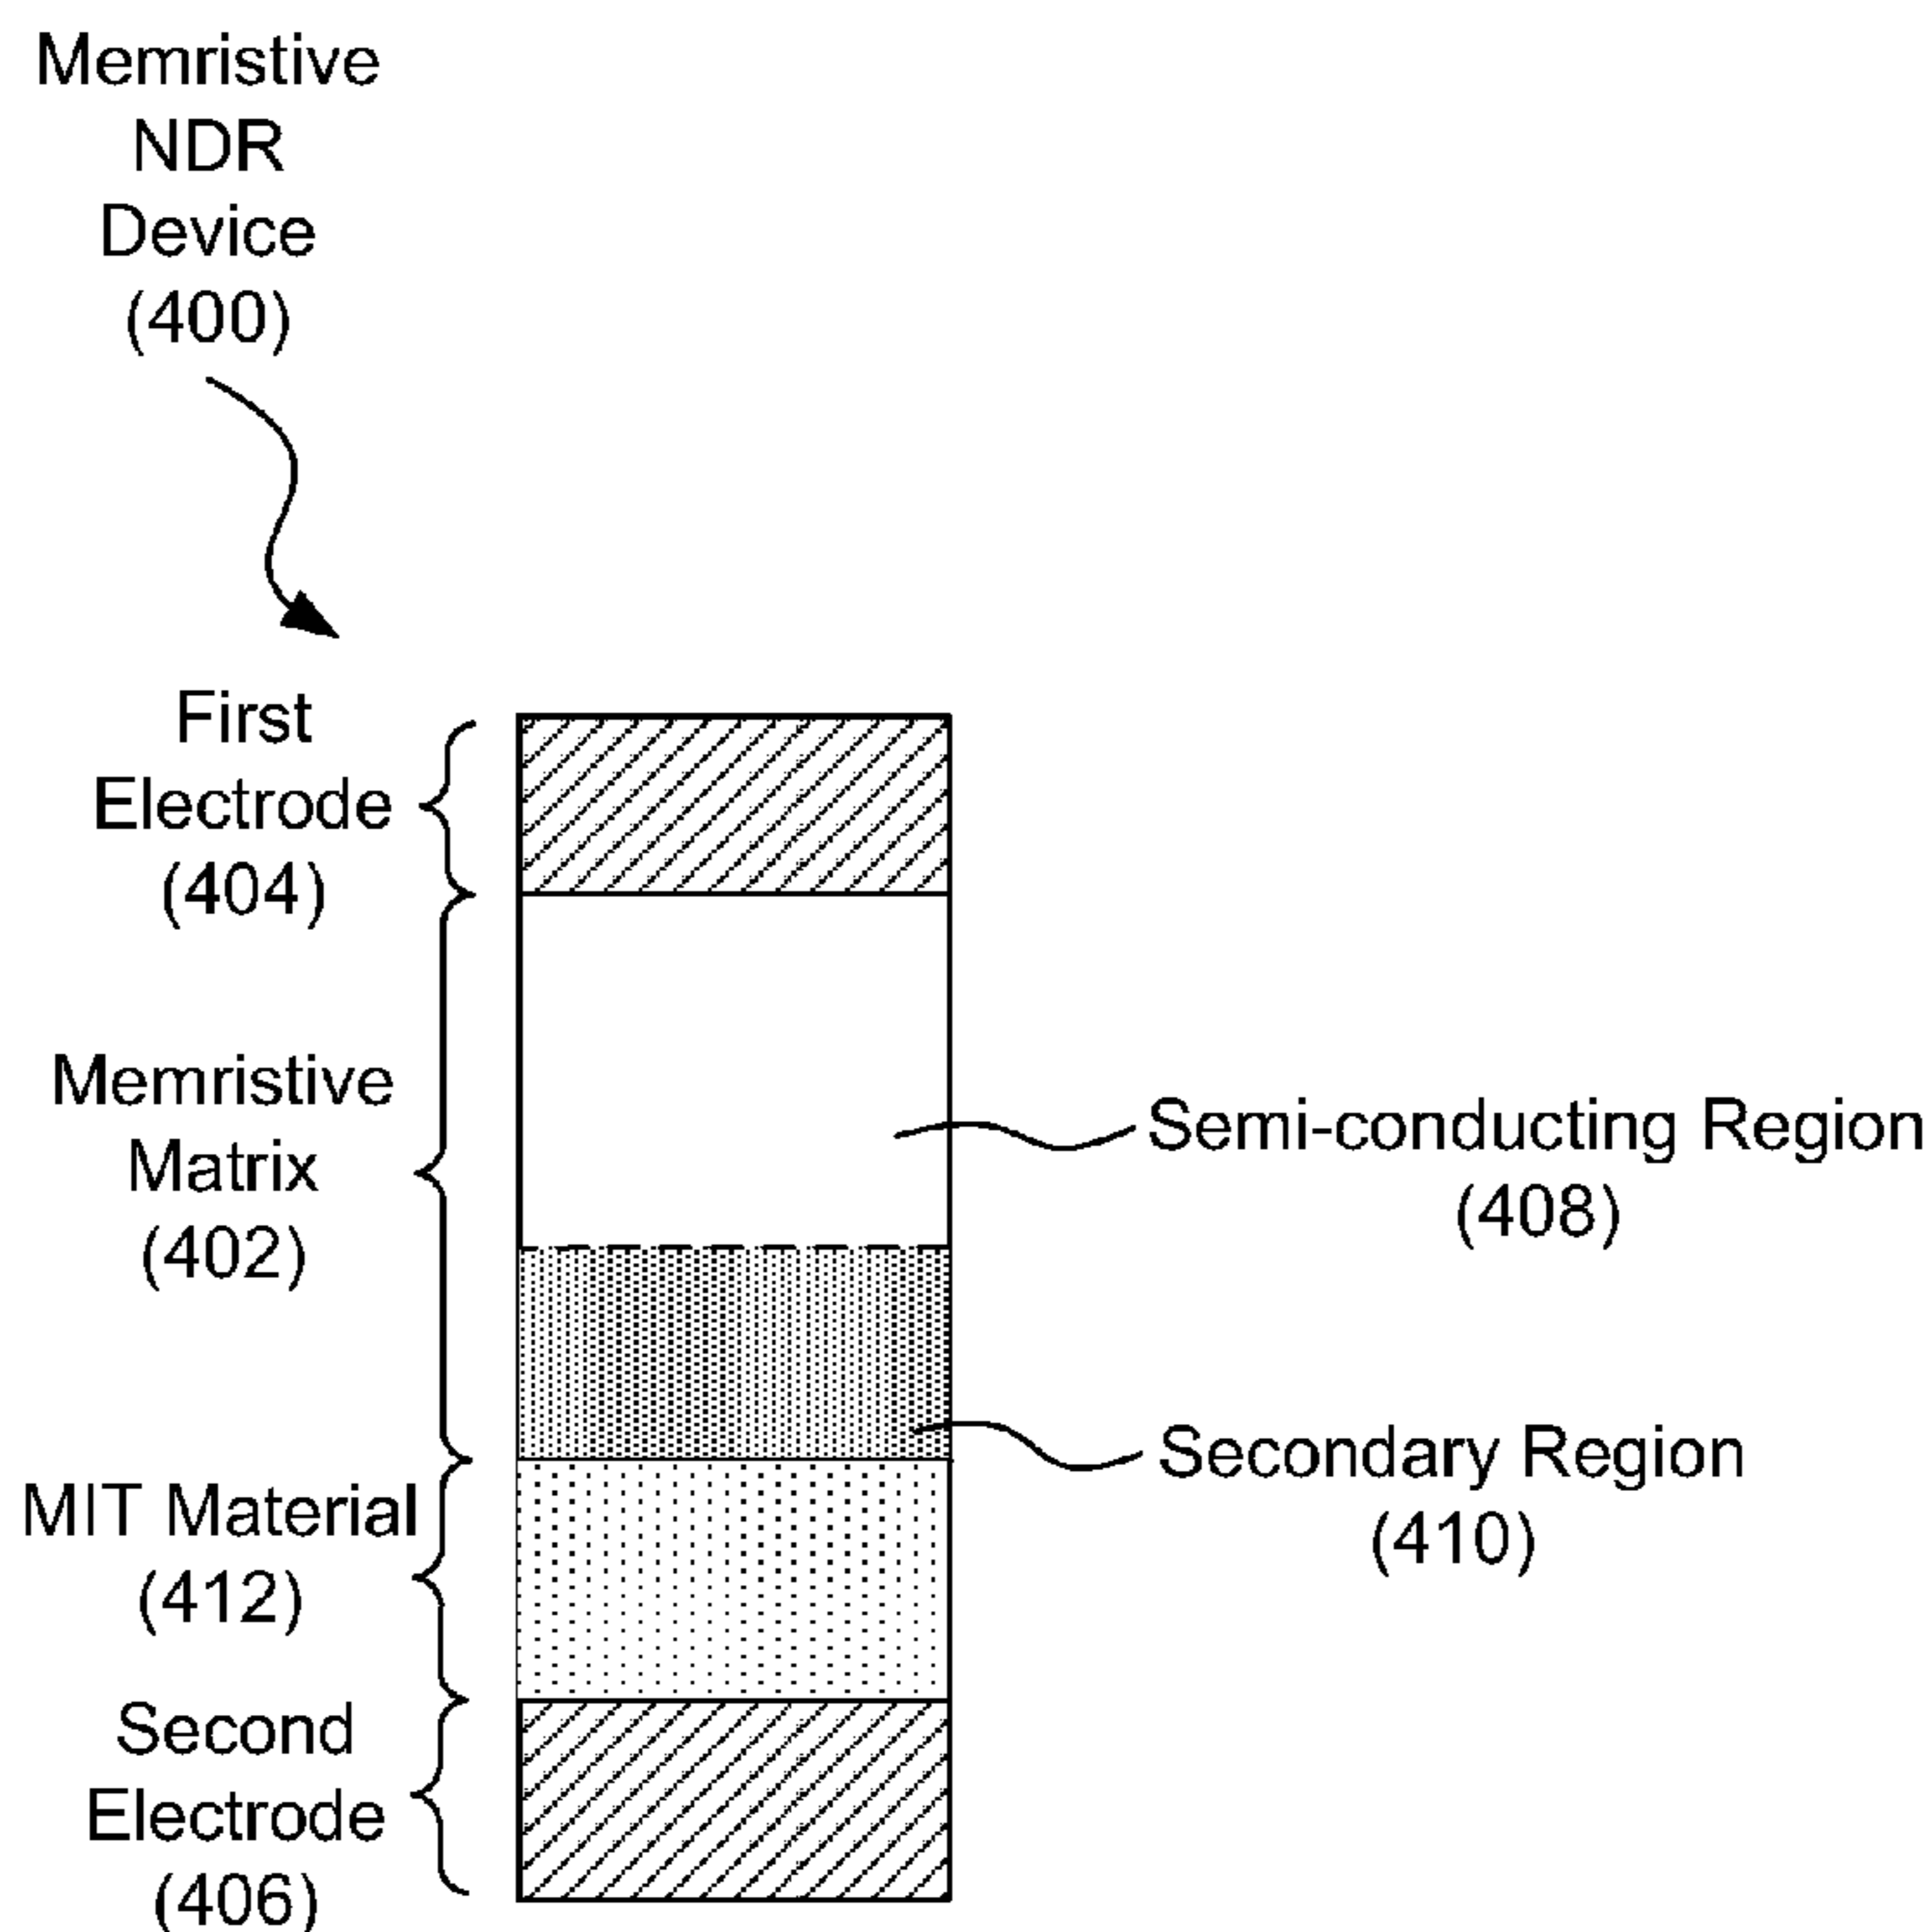 Memristive
NDR
Device
(400)
First
Electrode
(404)
Memristive
Matrix
(402)
Semi-conducting Region
(408)
Secondary Region
(410)
MIT Material
(412)
Second
Electrode
(406)